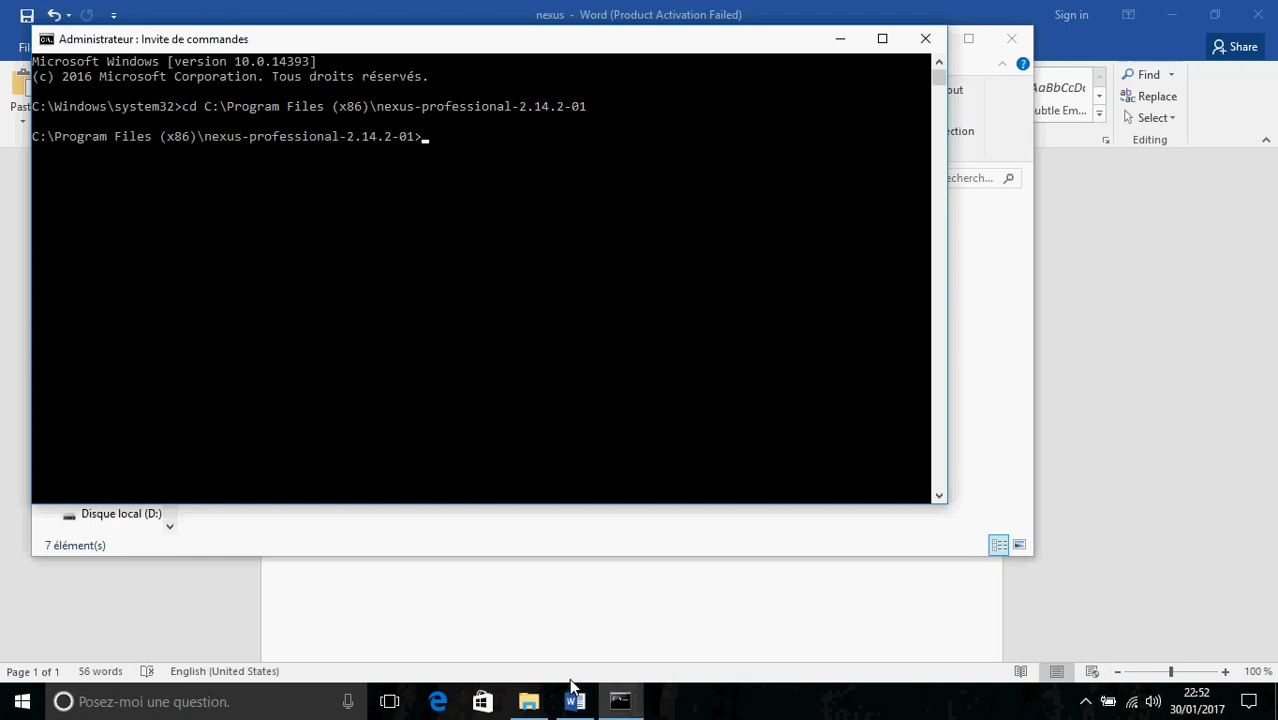 nexus - Word (Product Activation Failed)
Sign in
Administrateur : Invite de commandes
Share
Microsoft Windows [version 10.0.14393]
(c) 2016 Microsoft Corporation. Tous droits réservés.
C:\Windows\system32>cd C:\Program Files (x86)\nexus-professional-2.14.2-01
C:\Program Files (x86)\nexus-professional-2.14.2-01>
Find
Replace
Select
Editing
AaBbCcDc
ubtle Em...
Past
out
ension
echerch...
Disque local (D:)
7 élément(s)
Page 1 of 1
56 words
English (United States)
100 %
Posez-moi une question.
22:52
30/01/2017